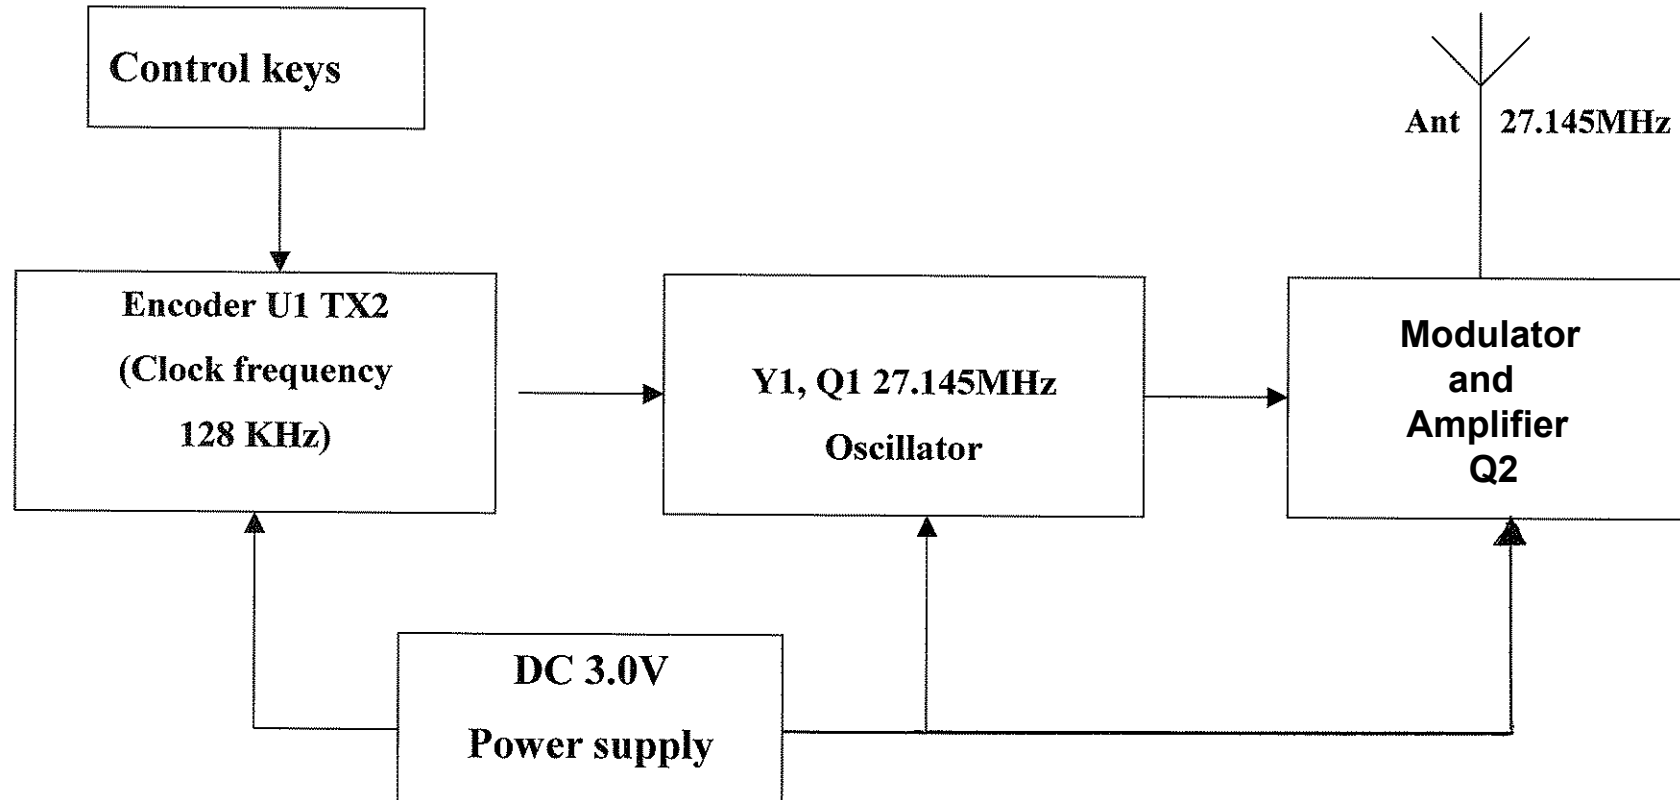 Control keys
Ant 27.145MHz
Encoder U1 TX2
(Clock frequency
128 KHz)
Y1, Q1 27.145MHz
Oscillator
Modulator
and
Amplifier
Q2
DC 3.0V
Power supply